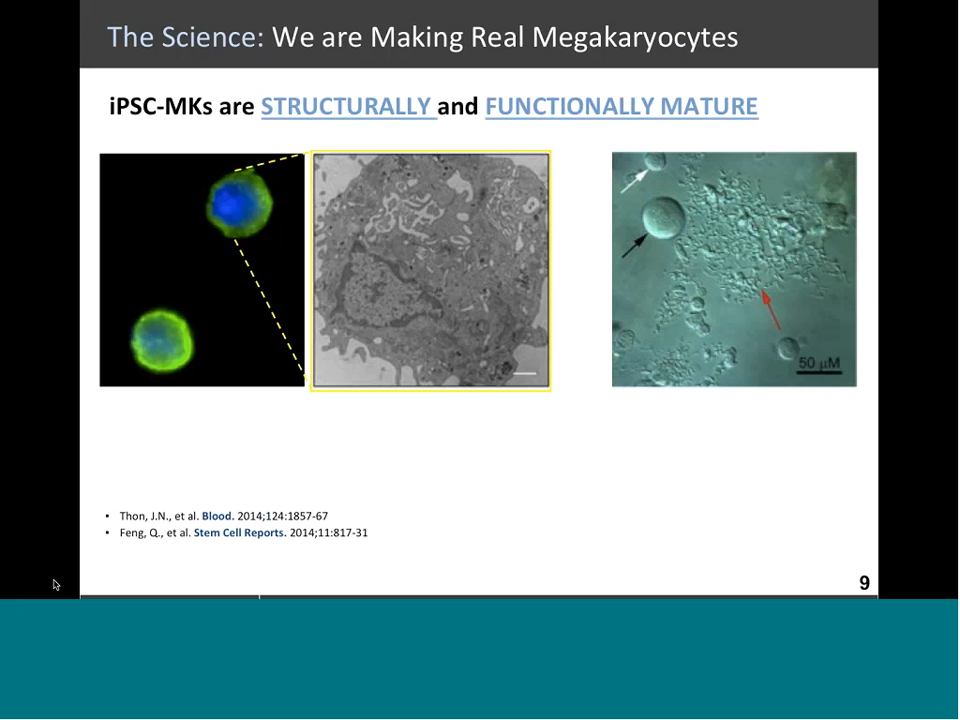 The Science: We are Making Real Megakaryocytes
iPSC-MKs are STRUCTURALLY and FUNCTIONALLY MATURE
50 µM
▪ Thon, J.N., et al. Blood. 2014;124:1857-67
▪ Feng, Q., et al. Stem Cell Reports. 2014;11:817-31
9